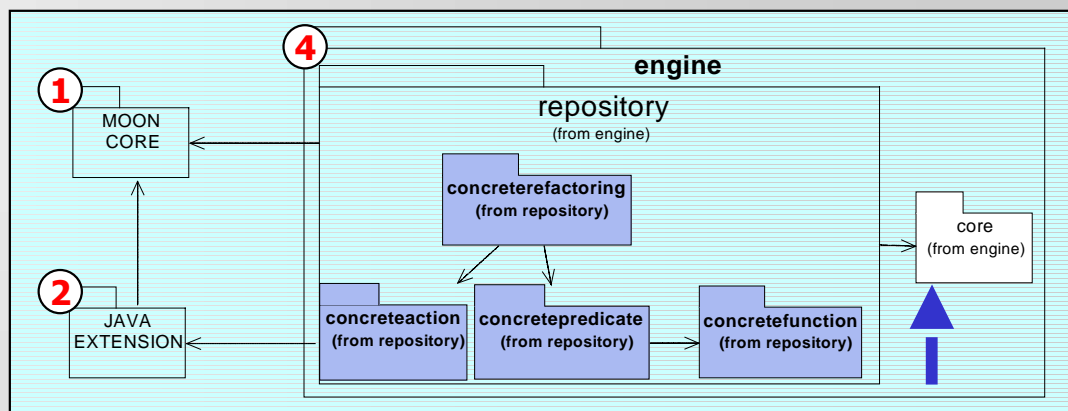 4
engine
1
MOON
CORE
repository
(from engine)
concreterefactoring
(from repository)
core
(from engine)
2
JAVA
EXTENSION
concreteaction
(from repository)
concretepredicate
(from repository)
concretefunction
(from repository)